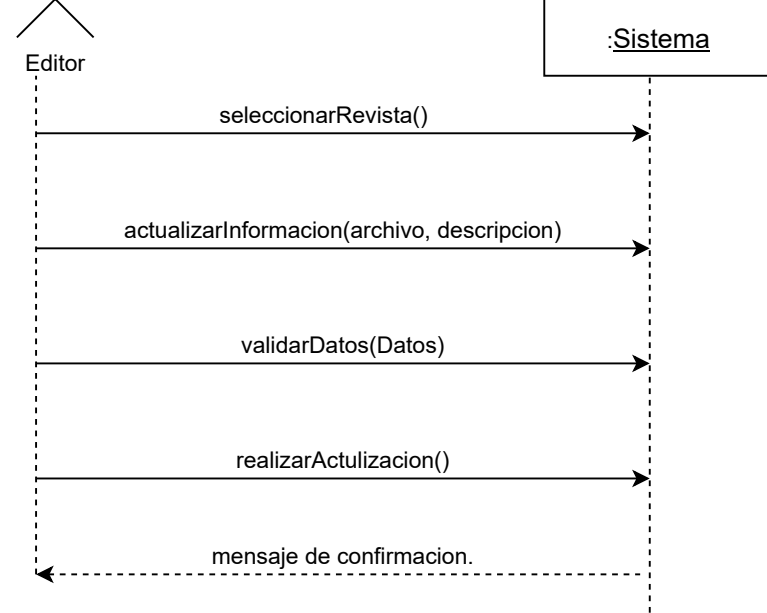 :Sistema
Editor
seleccionarRevista()
actualizarInformacion(archivo, descripcion)
validarDatos(Datos)
realizarActulizacion()
mensaje de confirmacion.